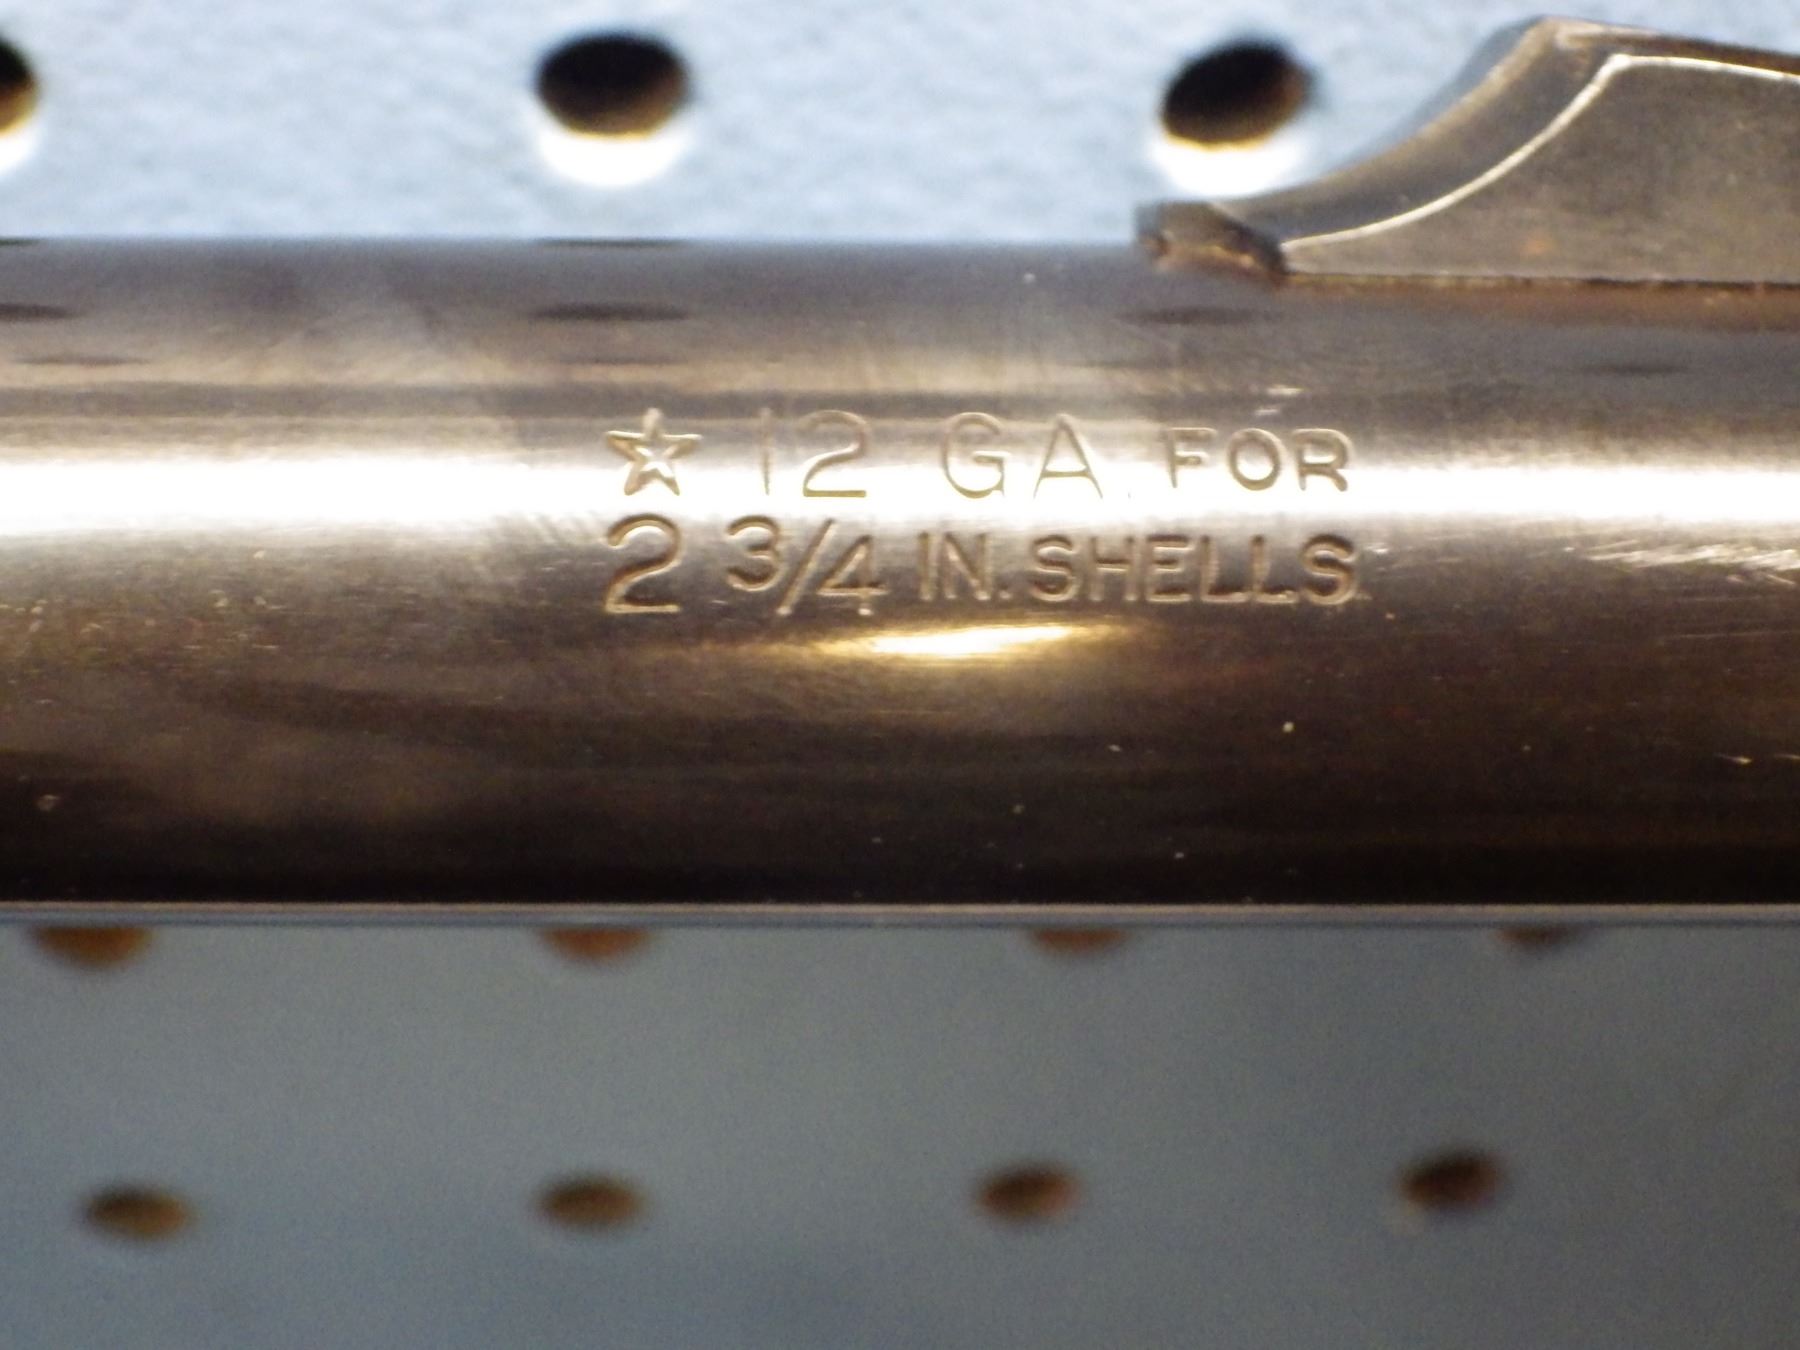 ☆ 12 GA. FOR
2 3/4 IN. SHELLS